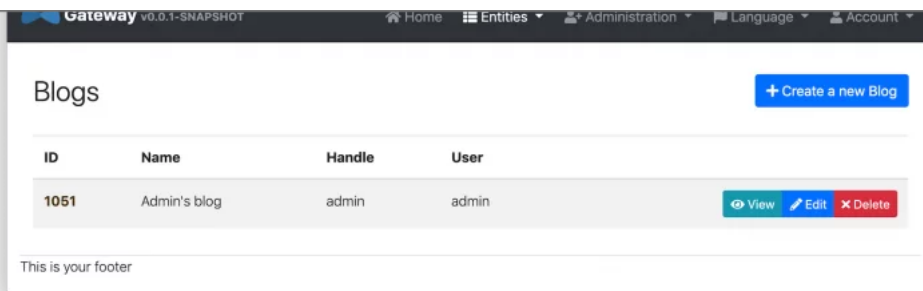 Gateway v0.0.1-SNAPSHOT Home Entities Administration Language Account
Blogs
Create a new Blog
ID Name Handle User
1051 Admin's blog admin admin View Edit Delete
This is your footer